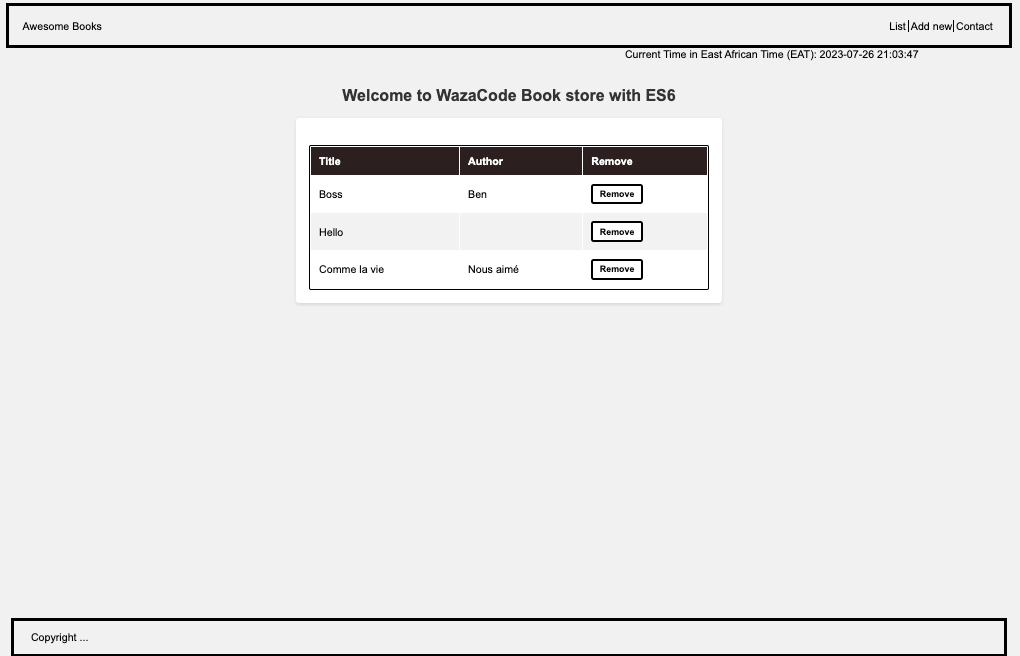 Awesome Books List Add new Contact
Current Time in East African Time (EAT): 2023-07-26 21:03:47
Welcome to WazaCode Book store with ES6
Title Author Remove
Boss Ben Remove
Hello Remove
Comme la vie Nous aimé Remove
Copyright ...